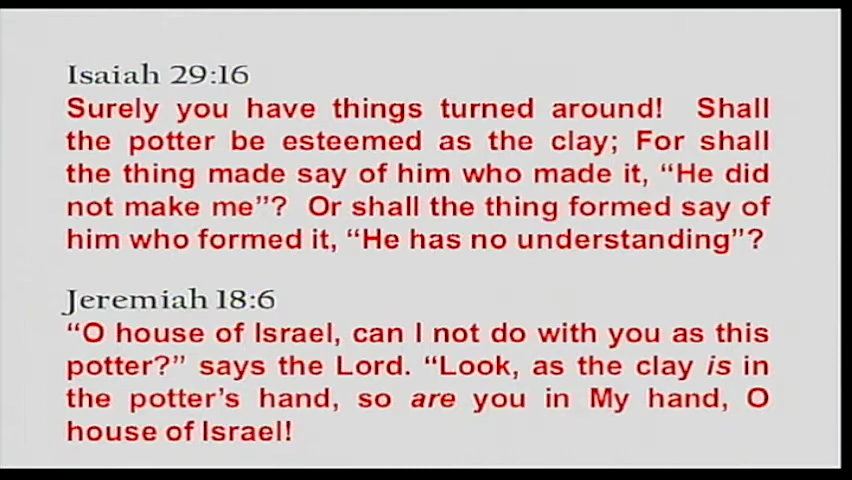 Isaiah 29:16
Surely you have things turned around! Shall
the potter be esteemed as the clay; For shall
the thing made say of him who made it, “He did
not make me”? Or shall the thing formed say of
him who formed it, “He has no understanding”?
Jeremiah 18:6
“O house of Israel, can I not do with you as this
potter?” says the Lord. “Look, as the clay is in
the potter’s hand, so are you in My hand, O
house of Israel!